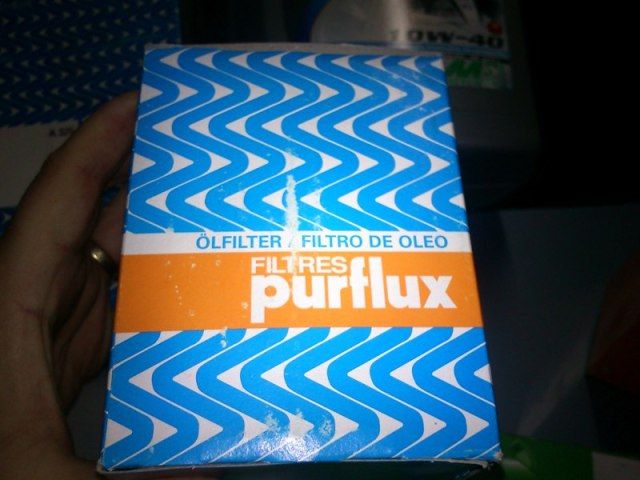 10W-40
ÖLFILTER / FILTRO DE OLEO
FILTRES
purflux